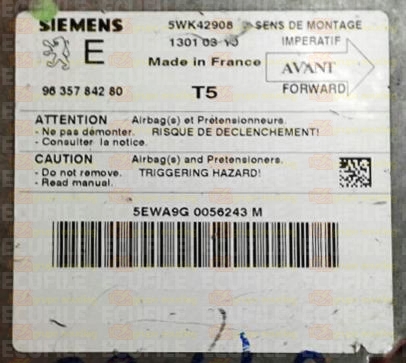 SIEMENS 5WK42908 SENS DE MONTAGE
E 1301 03 IMPERATIF
Made in France AVANT
96 357 842 80 T5 FORWARD
ATTENTION Airbag(s) et Prétensionneurs.
- Ne pas démonter. RISQUE DE DECLENCHEMENT!
- Consulter la notice.
CAUTION Airbag(s) and Pretensioners.
- Do not remove. TRIGGERING HAZARD!
- Read manual.
5EWA9G 0056243 M